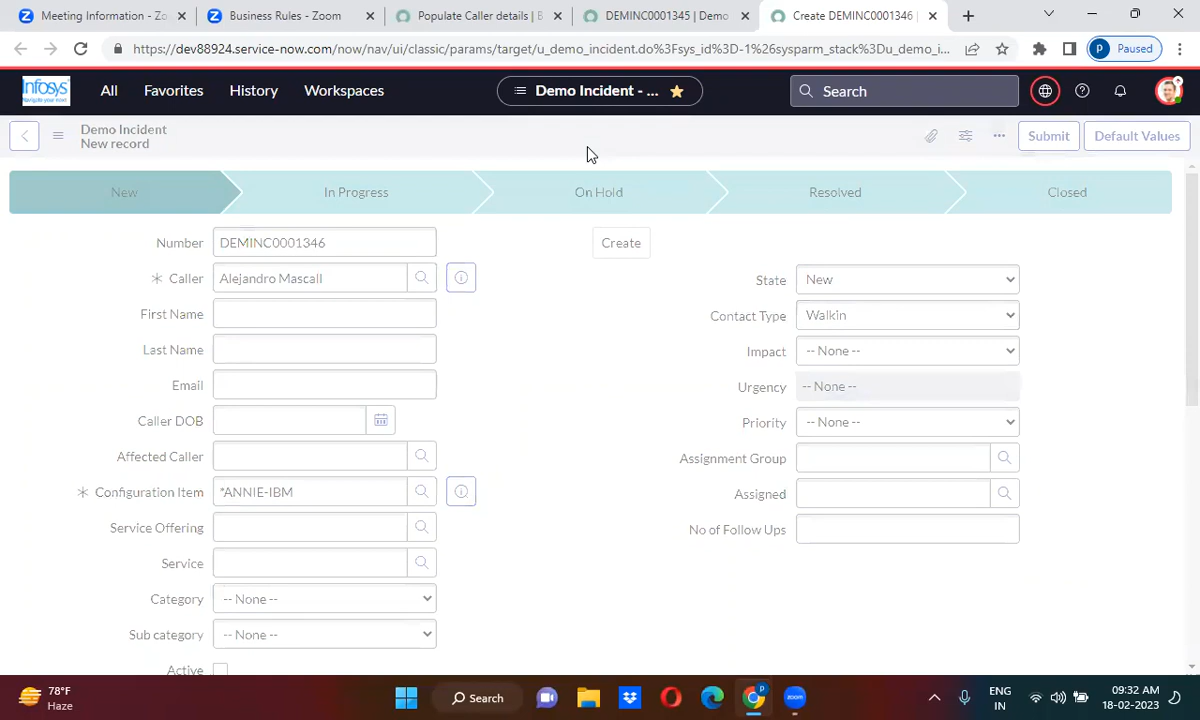 Meeting Information - Zo
Business Rules - Zoom
Populate Caller details | B
DEMINC0001345 | Demo
Create DEMINC0001346
https://dev88924.service-now.com/now/nav/ui/classic/params/target/u_demo_incident.do%3Fsys_id%3D-1%26sysparm_stack%3Du_demo_i...
P Paused
Infosys
Navigate your next
All
Favorites
History
Workspaces
Demo Incident - ...
Search
Demo Incident
New record
Submit
Default Values
New
In Progress
On Hold
Resolved
Closed
Number DEMINC0001346
Create
Caller Alejandro Mascall
State New
First Name
Contact Type Walkin
Last Name
Impact -- None --
Email
Urgency -- None --
Caller DOB
Priority -- None --
Affected Caller
Assignment Group
Configuration Item *ANNIE-IBM
Assigned
Service Offering
No of Follow Ups
Service
Category -- None --
Sub category -- None --
Active
78°F
Haze
Search
P
zoom
ENG
IN
09:32 AM
18-02-2023